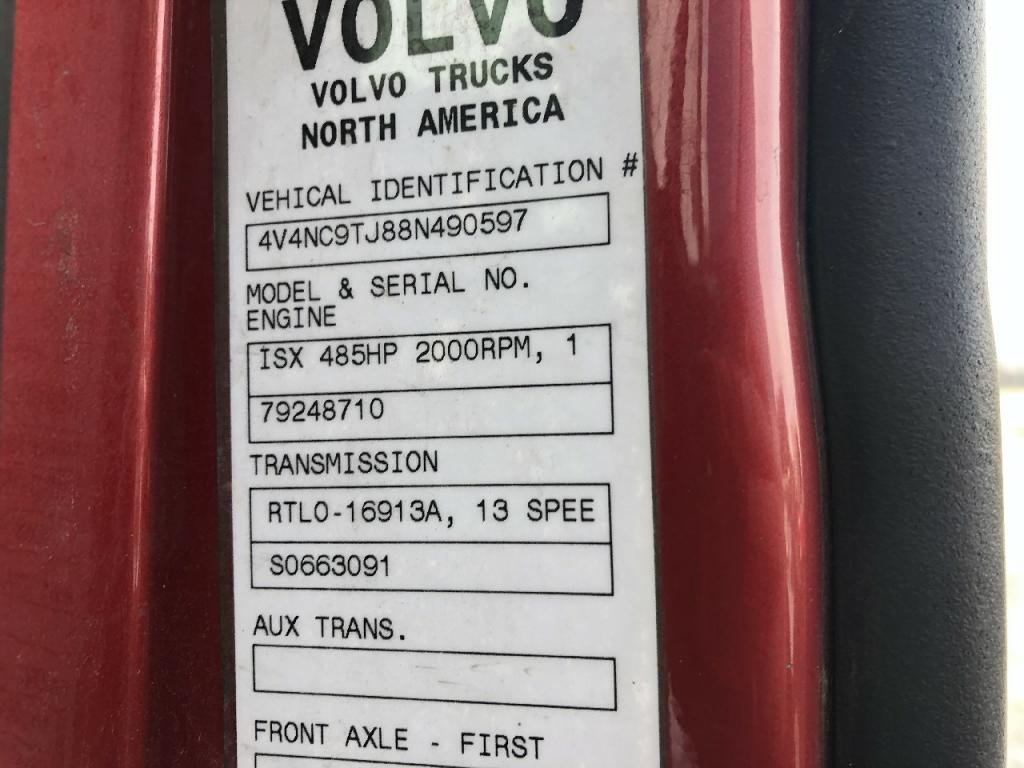 VOLVO
VOLVO TRUCKS
NORTH AMERICA
VEHICAL IDENTIFICATION #
4V4NC9TJ88N490597
MODEL & SERIAL NO.
ENGINE
ISX 485HP 2000RPM, 1
79248710
TRANSMISSION
RTLO-16913A, 13 SPEE
S0663091
AUX TRANS.
FRONT AXLE - FIRST